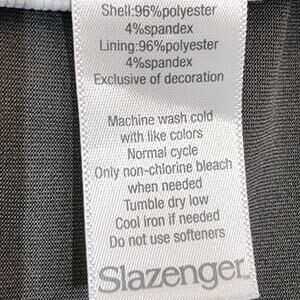 Shell:96%polyester
4%spandex
Lining:96%polyester
4%spandex
Exclusive of decoration
Machine wash cold
with like colors
Normal cycle
Only non-chlorine bleach
when needed
Tumble dry low
Cool iron if needed
Do not use softeners
Slazenger